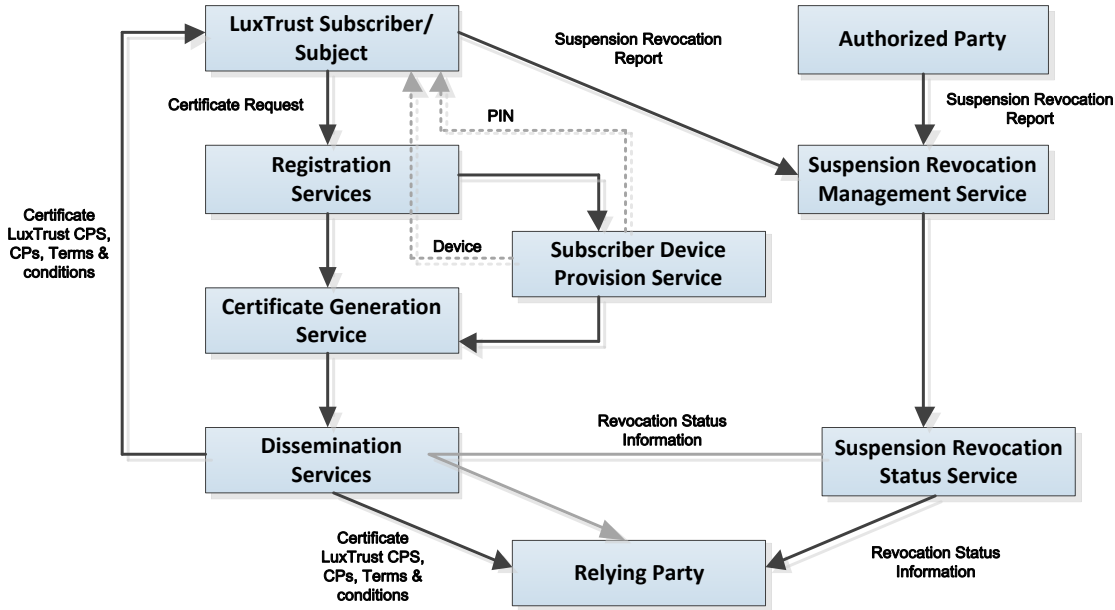 LuxTrust Subscriber/
Subject
Suspension Revocation
Report
Authorized Party
Certificate Request
PIN
Suspension Revocation
Report
Registration
Services
Suspension Revocation
Management Service
Certificate
LuxTrust CPS,
CPs, Terms &
conditions
Device
Subscriber Device
Provision Service
Certificate Generation
Service
Dissemination
Services
Revocation Status
Information
Suspension Revocation
Status Service
Certificate
LuxTrust CPS,
CPs, Terms &
conditions
Relying Party
Revocation Status
Information